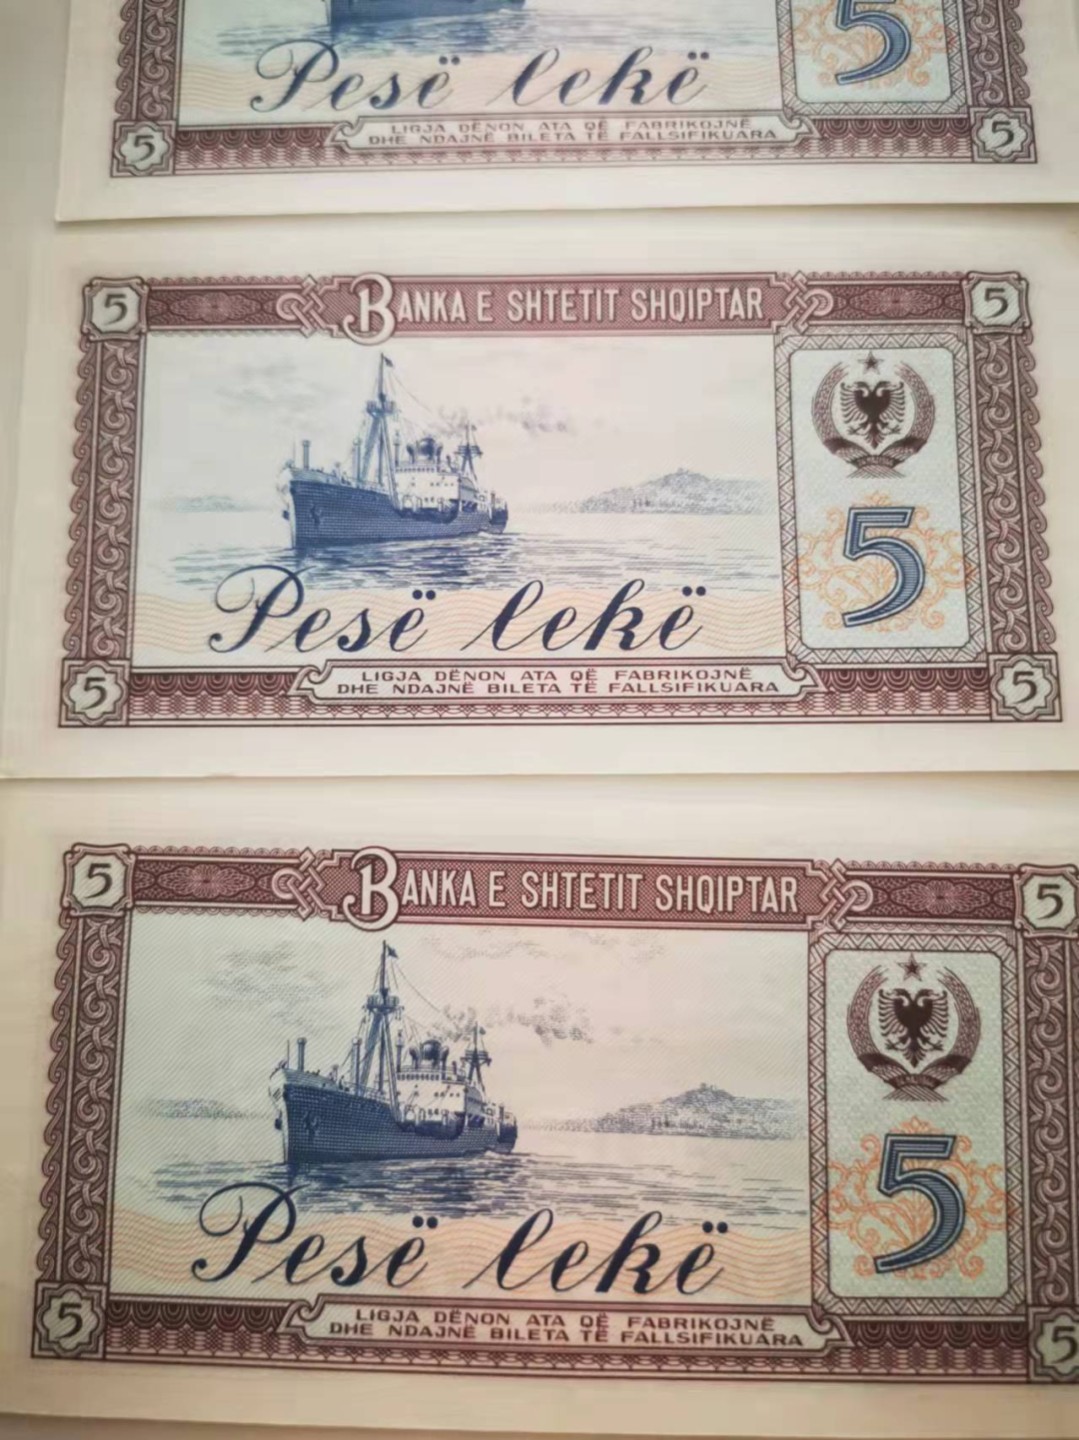 5
Pesë lekë
5
LIGJA DËNON ATA QË FABRIKOJNË
5
DHE NDAJNË BILETA TË FALLSIFIKUARA
5
BANKA E SHTETIT SHQIPTAR
5
5
Pesë lekë
5
LIGJA DËNON ATA QË FABRIKOJNË
5
DHE NDAJNË BILETA TË FALLSIFIKUARA
5
BANKA E SHTETIT SHQIPTAR
5
5
Pesë lekë
5
LIGJA DËNON ATA QË FABRIKOJNË
5
DHE NDAJNË BILETA TË FALLSIFIKUARA